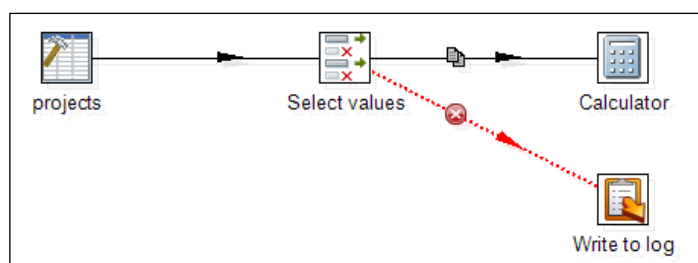 projects
Select values
Calculator
Write to log